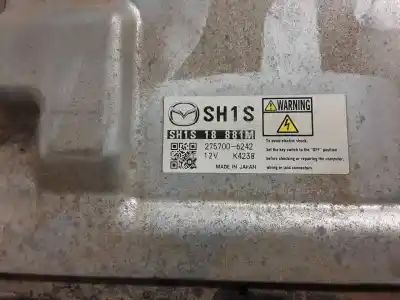 SH1S
SH1S 18 881M
275700-6242
12V K4238
MADE IN JAPAN
WARNING
To avoid electric shock,
Set the key switch to the "OFF" position
before checking or repairing the computer,
wiring or and connectors.